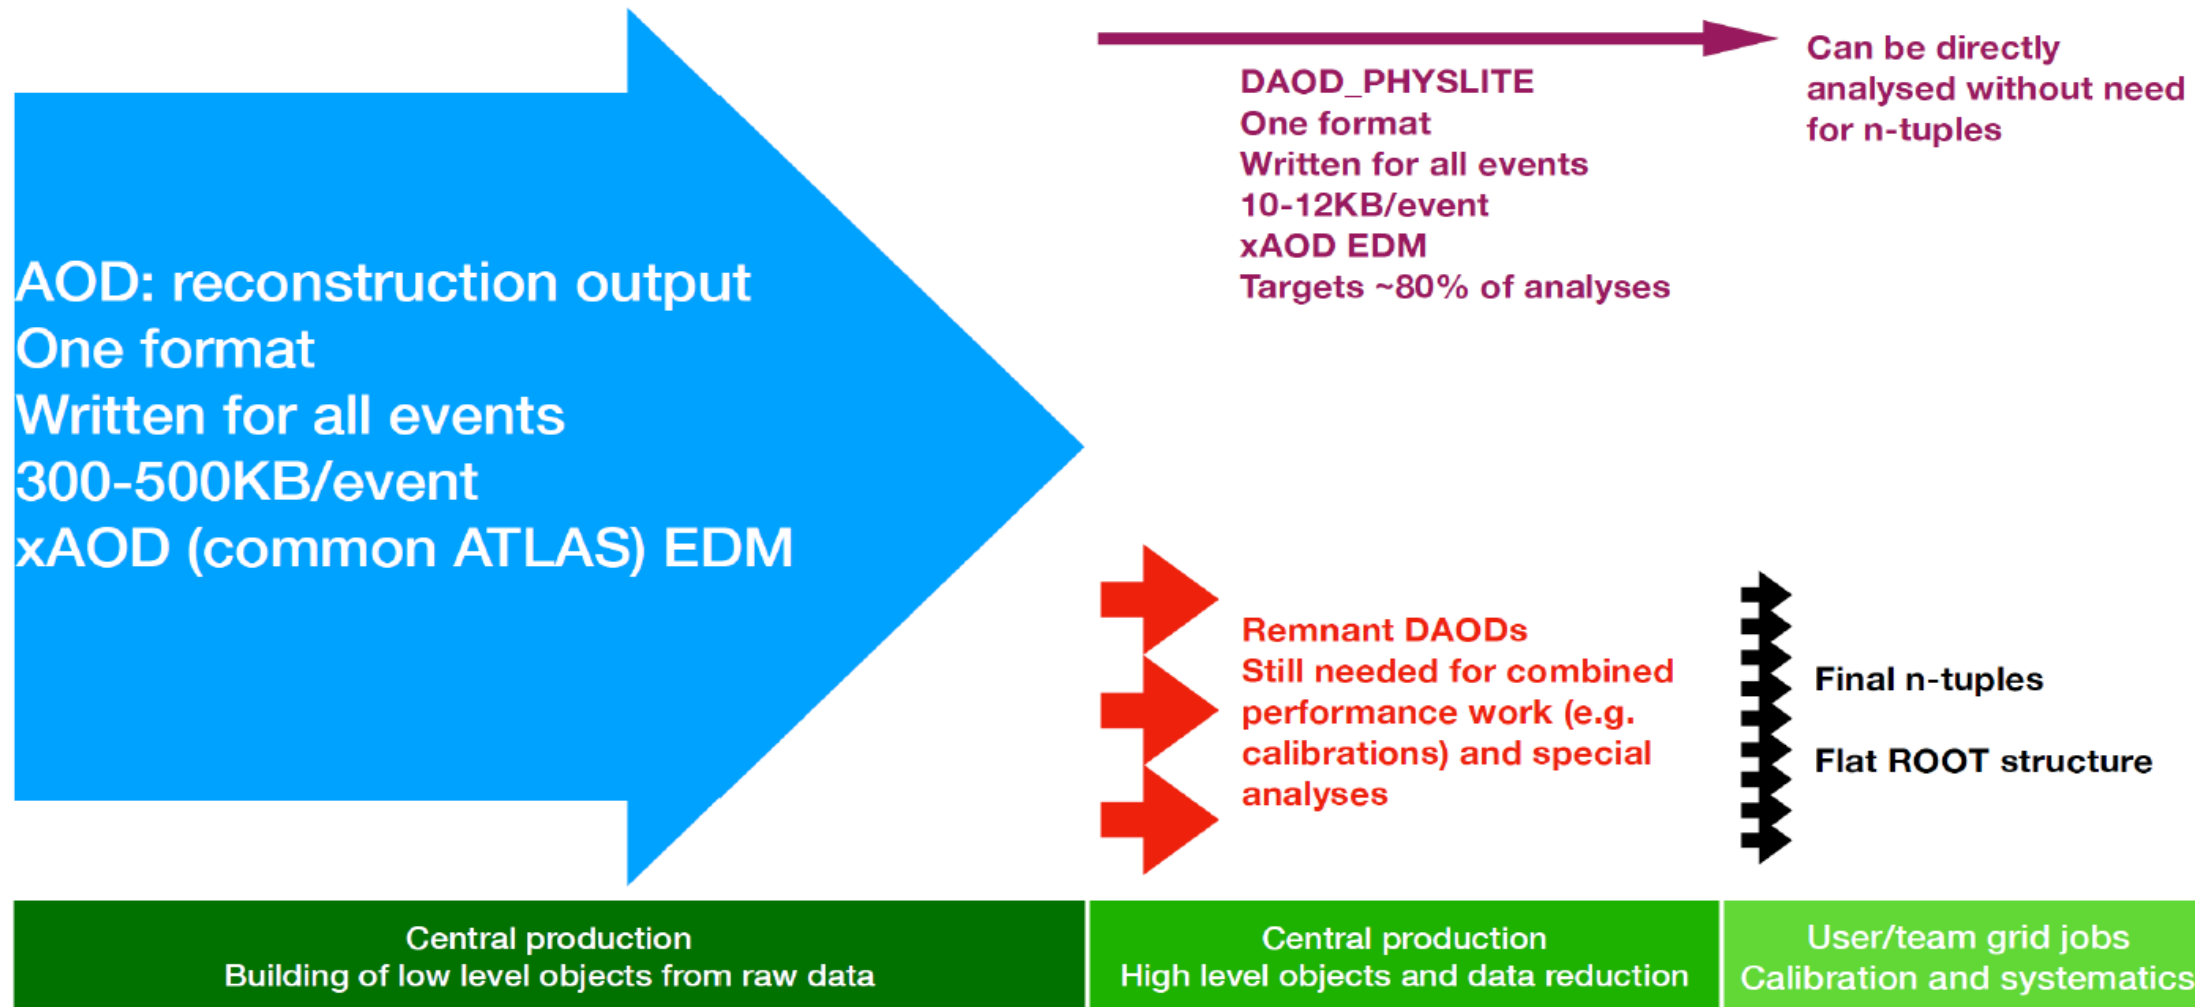 AOD: reconstruction output
One format
Written for all events
300-500KB/event
xAOD (common ATLAS) EDM
DAOD_PHYSLITE
One format
Written for all events
10-12KB/event
xAOD EDM
Targets ~80% of analyses
Can be directly
analysed without need
for n-tuples
Remnant DAODs
Still needed for combined
performance work (e.g.
calibrations) and special
analyses
Final n-tuples
Flat ROOT structure
Central production
Building of low level objects from raw data
Central production
High level objects and data reduction
User/team grid jobs
Calibration and systematics